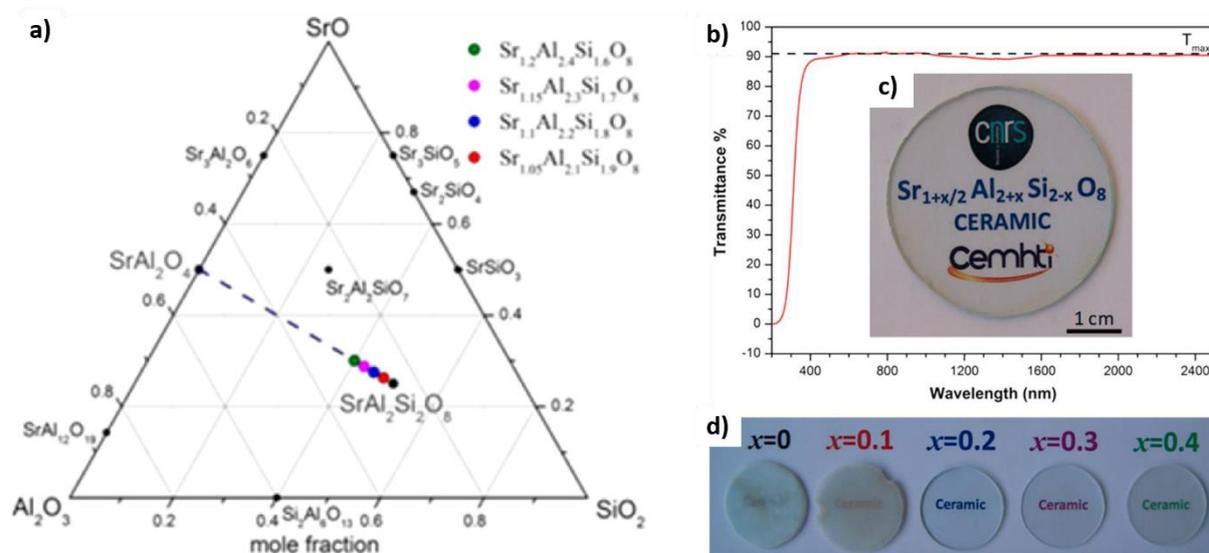 a)
SrO
Sr1.2Al2.4Si1.6O8
Sr1.15Al2.3Si1.7O8
Sr1.1Al2.2Si1.8O8
Sr1.05Al2.1Si1.9O8
0.2
0.8
Sr3Al2O6
Sr3SiO5
Sr2SiO4
0.4
0.6
SrAl2O4
SrSiO3
Sr2Al2SiO7
0.6
0.4
SrAl2Si2O8
0.8
0.2
SrAl12O19
Al2O3
Si2Al6O13
SiO2
0.2
0.4
0.6
0.8
mole fraction
b)
Tmax
100
90
80
70
60
50
40
30
20
10
0
-10
Transmittance %
400
800
1200
1600
2000
2400
Wavelength (nm)
c)
cnrs
Sr1+x/2 Al2+x Si2-x O8
CERAMIC
Cemhti
1 cm
d)
x=0
x=0.1
x=0.2
x=0.3
x=0.4
Ceramic
Ceramic
Ceramic
Ceramic